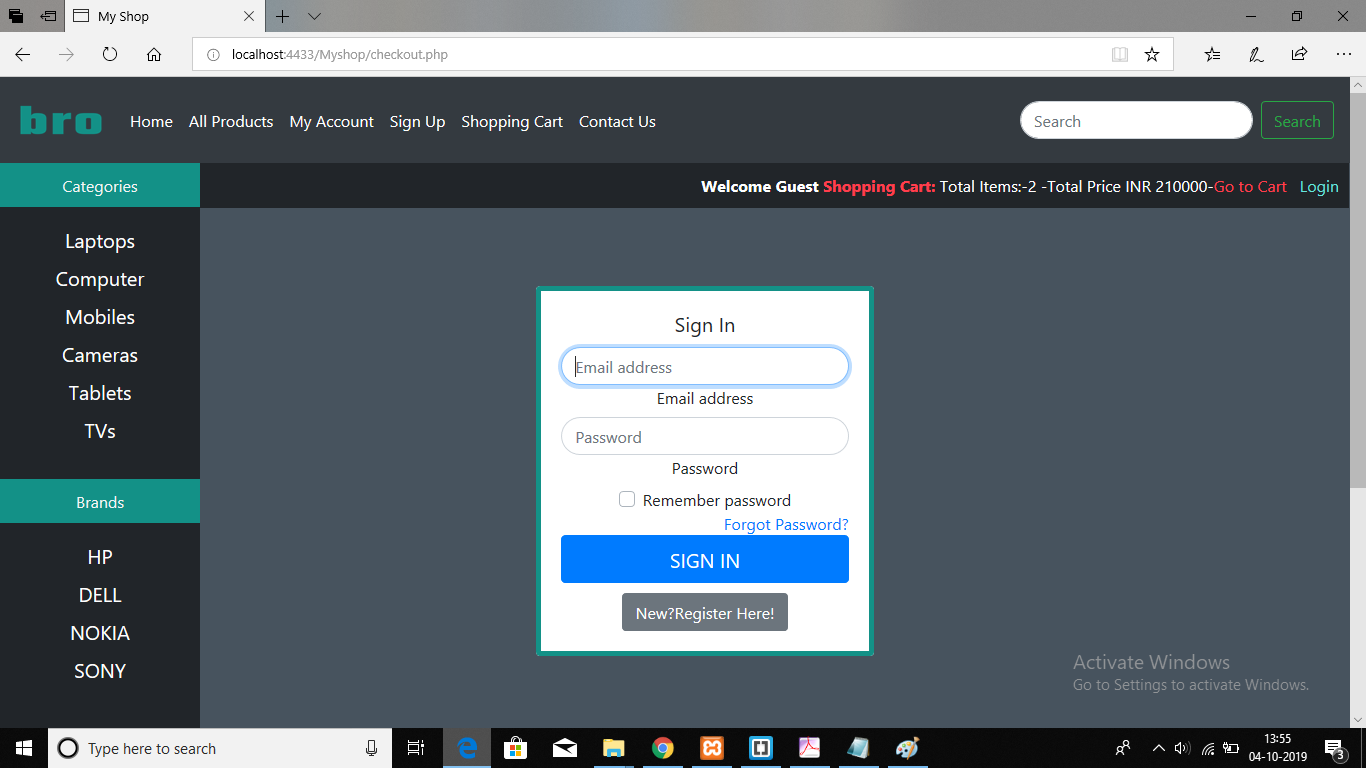 My Shop
localhost:4433/Myshop/checkout.php
bro
Home All Products My Account Sign Up Shopping Cart Contact Us
Search Search
Categories
Welcome Guest Shopping Cart: Total Items:-2 -Total Price INR 210000-Go to Cart Login
Laptops
Computer
Mobiles
Cameras
Tablets
TVs
Brands
HP
DELL
NOKIA
SONY
Sign In
Email address
Email address
Password
Password
Remember password
Forgot Password?
SIGN IN
New?Register Here!
Activate Windows
Go to Settings to activate Windows.
Type here to search
13:55
04-10-2019
3